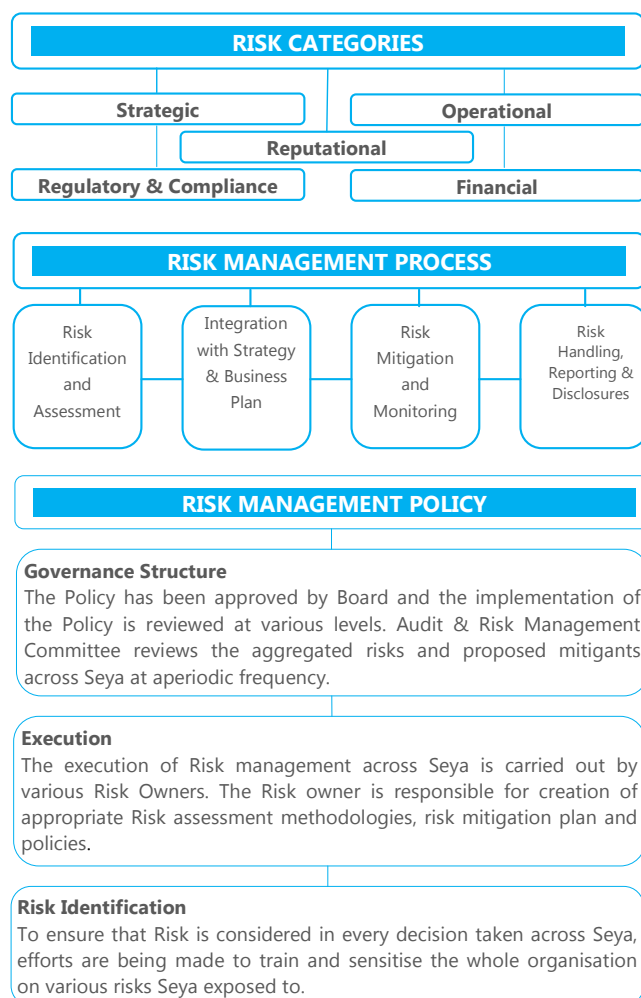 RISK CATEGORIES
Strategic
Operational
Reputational
Regulatory & Compliance
Financial
RISK MANAGEMENT PROCESS
Risk
Identification
and
Assessment
Integration
with Strategy
& Business
Plan
Risk
Mitigation
and
Monitoring
Risk
Handling,
Reporting &
Disclosures
RISK MANAGEMENT POLICY
Governance Structure
The Policy has been approved by Board and the implementation of
the Policy is reviewed at various levels. Audit & Risk Management
Committee reviews the aggregated risks and proposed mitigants
across Seya at aperiodic frequency.
Execution
The execution of Risk management across Seya is carried out by
various Risk Owners. The Risk owner is responsible for creation of
appropriate Risk assessment methodologies, risk mitigation plan and
policies.
Risk Identification
To ensure that Risk is considered in every decision taken across Seya,
efforts are being made to train and sensitise the whole organisation
on various risks Seya exposed to.